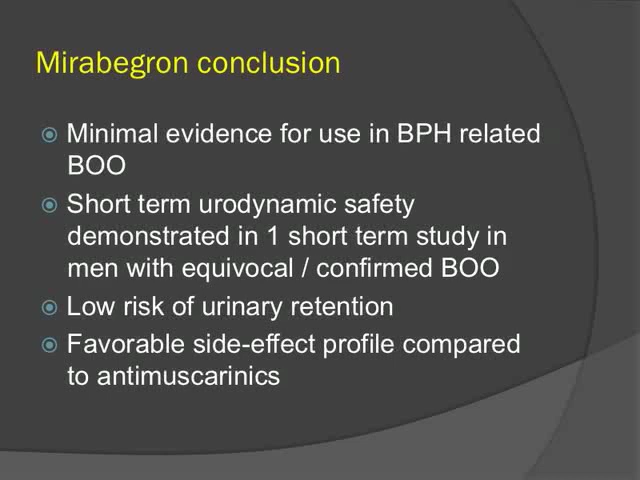 Mirabegron conclusion
Minimal evidence for use in BPH related
BOO
Short term urodynamic safety
demonstrated in 1 short term study in
men with equivocal / confirmed BOO
Low risk of urinary retention
Favorable side-effect profile compared
to antimuscarinics